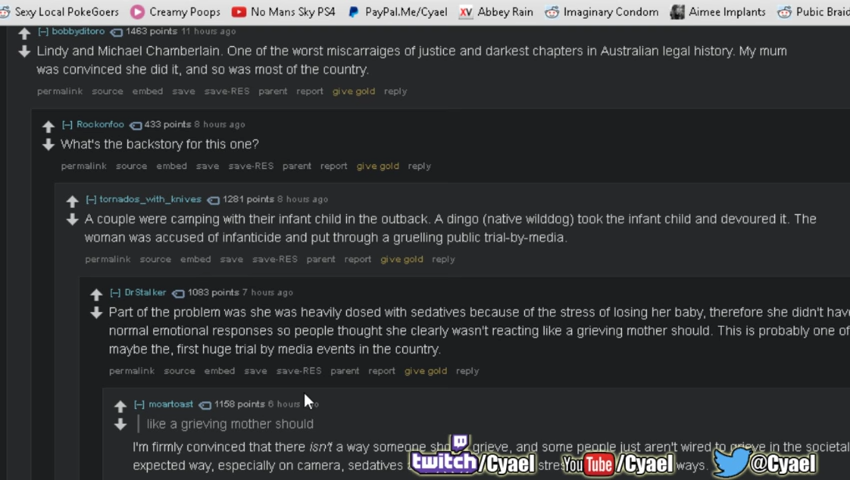 Sexy Local PokeGoers Creamy Poops No Mans Sky PS4 PayPal.Me/Cyael XV Abbey Rain Imaginary Condom Aimee Implants Pubic Brai
[–] bobbyditoro 1463 points 11 hours ago
Lindy and Michael Chamberlain. One of the worst miscarraiges of justice and darkest chapters in Australian legal history. My mum
was convinced she did it, and so was most of the country.
permalink source embed save save-RES parent report give gold reply
[–] Rockonfoo 433 points 8 hours ago
What's the backstory for this one?
permalink source embed save save-RES parent report give gold reply
[–] tornados_with_knives 1281 points 8 hours ago
A couple were camping with their infant child in the outback. A dingo (native wilddog) took the infant child and devoured it. The
woman was accused of infanticide and put through a gruelling public trial-by-media.
permalink source embed save save-RES parent report give gold reply
[–] DrStalker 1083 points 7 hours ago
Part of the problem was she was heavily dosed with sedatives because of the stress of losing her baby, therefore she didn't have
normal emotional responses so people thought she clearly wasn't reacting like a grieving mother should. This is probably one of
maybe the, first huge trial by media events in the country.
permalink source embed save save-RES parent report give gold reply
[–] moartoast 1158 points 6 hours
like a grieving mother should
I'm firmly convinced that there isn't a way someone grieve, and some people just aren't wired to grieve in the societal
expected way, especially on camera, sedatives ways.
twitch/Cyael YouTube/Cyael @Cyael